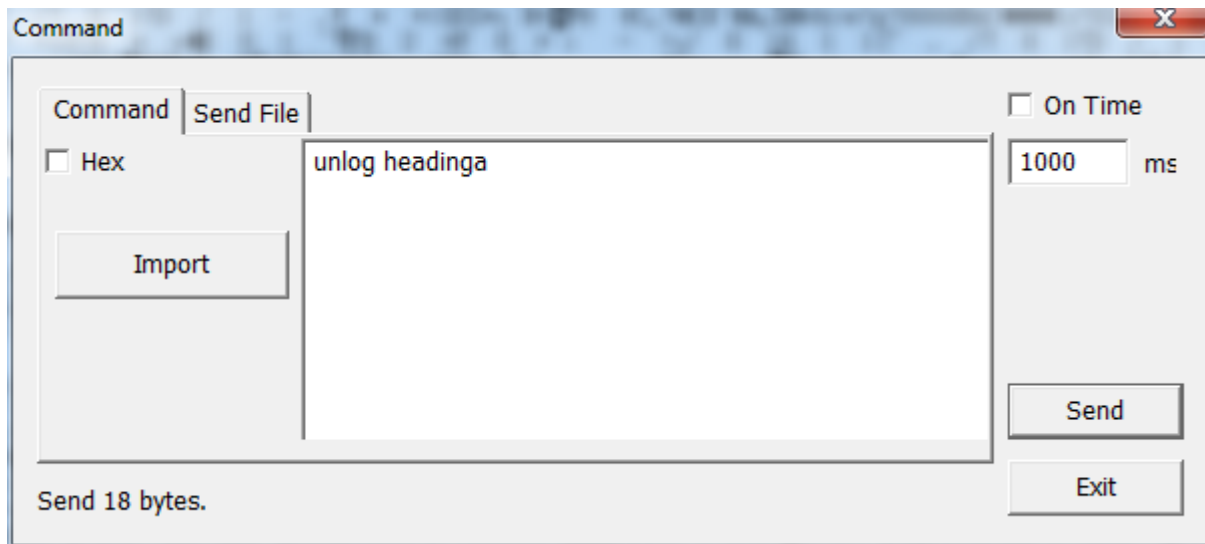 Command
Command Send File
On Time
Hex
unlog headinga
1000 ms
Import
Send
Exit
Send 18 bytes.